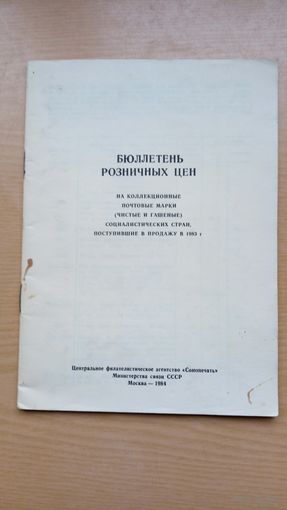 БЮЛЛЕТЕНЬ
РОЗНИЧНЫХ ЦЕН
НА КОЛЛЕКЦИОННЫЕ
ПОЧТОВЫЕ МАРКИ
(ЧИСТЫЕ И ГАШЕНЫЕ)
СОЦИАЛИСТИЧЕСКИХ СТРАН,
ПОСТУПИВШИЕ В ПРОДАЖУ В 1983 г
Центральное филателистическое агентство «Союзпечать»
Министерства связи СССР
Москва — 1984